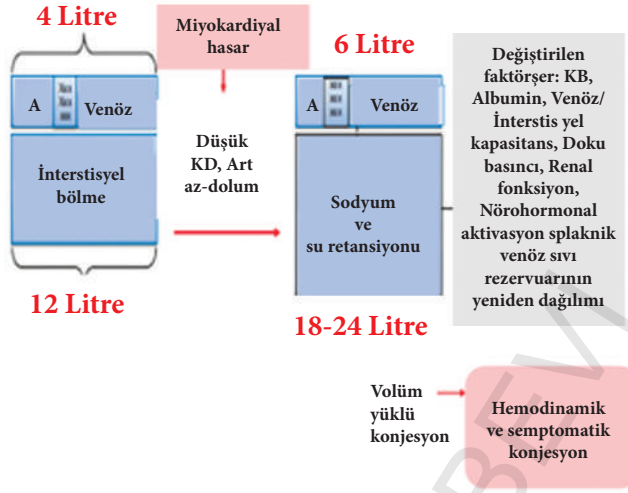 4 Litre
A
Venöz
İnterstisyel
bölme
12 Litre
Miyokardiyal
hasar
Düşük
KD, Art
az-dolum
6 Litre
A
Venöz
Sodyum
ve
su retansiyonu
18-24 Litre
Değiştirilen
faktörşer: KB,
Albumin, Venöz/
İnterstis yel
kapasitans, Doku
basıncı, Renal
fonksiyon,
Nörohormonal
aktivasyon splaknik
venöz sıvı
rezervuarının
yeniden dağılımı
Volüm
yüklü
konjesyon
Hemodinamik
ve semptomatik
konjesyon
BEVİ